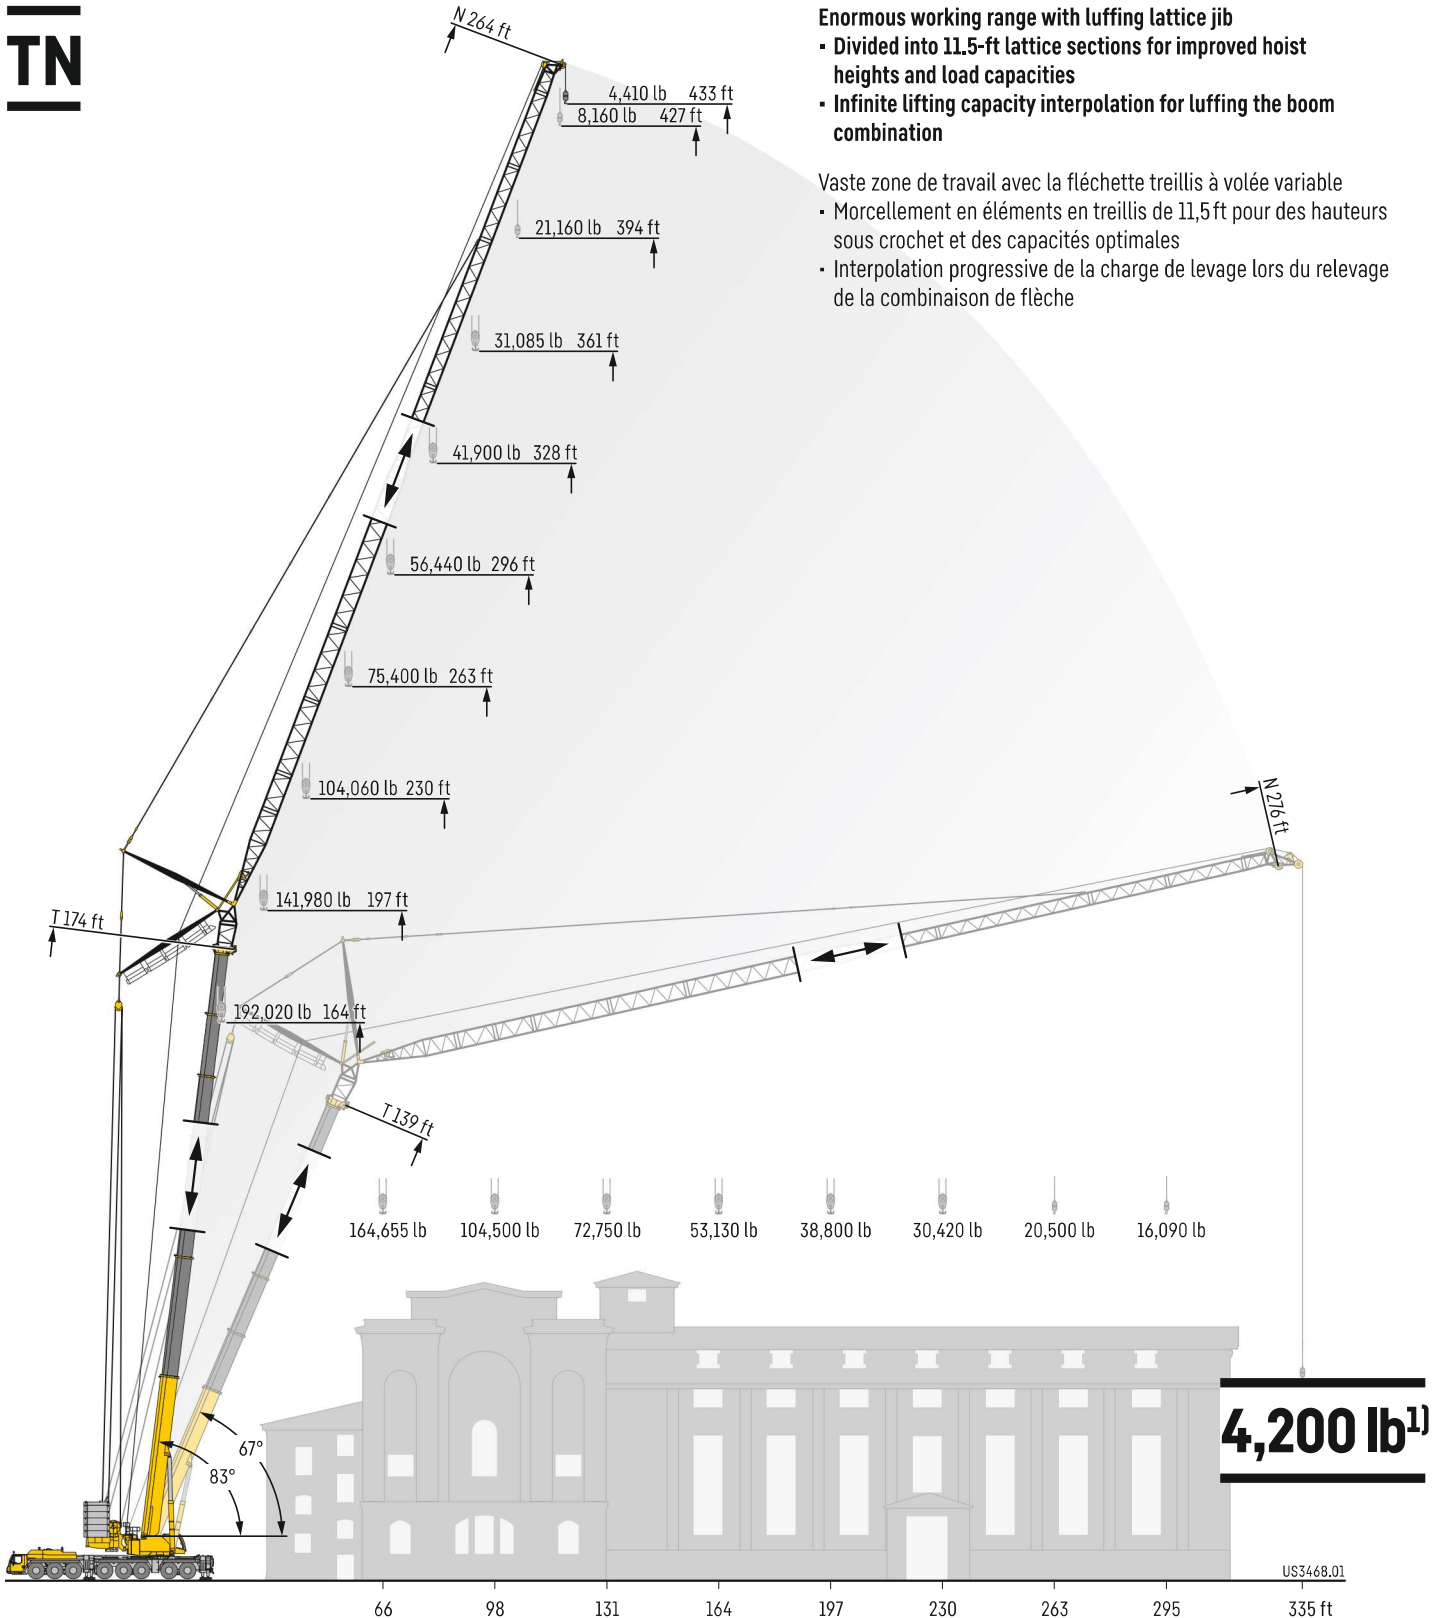 TN
N 264 ft
Enormous working range with luffing lattice jib
- Divided into 11.5-ft lattice sections for improved hoist
heights and load capacities
- Infinite lifting capacity interpolation for luffing the boom
combination
Vaste zone de travail avec la fléchette treillis à volée variable
- Morcellement en éléments en treillis de 11,5 ft pour des hauteurs
sous crochet et des capacités optimales
- Interpolation progressive de la charge de levage lors du relevage
de la combinaison de flèche
4,410 lb 433 ft
8,160 lb 427 ft
21,160 lb 394 ft
31,085 lb 361 ft
41,900 lb 328 ft
56,440 lb 296 ft
75,400 lb 263 ft
104,060 lb 230 ft
N 276 ft
141,980 lb 197 ft
T 174 ft
192,020 lb 164 ft
T 139 ft
164,655 lb 104,500 lb 72,750 lb 53,130 lb 38,800 lb 30,420 lb 20,500 lb 16,090 lb
4,200 lb¹⁾
67°
83°
US3468.01
66 98 131 164 197 230 263 295 335 ft